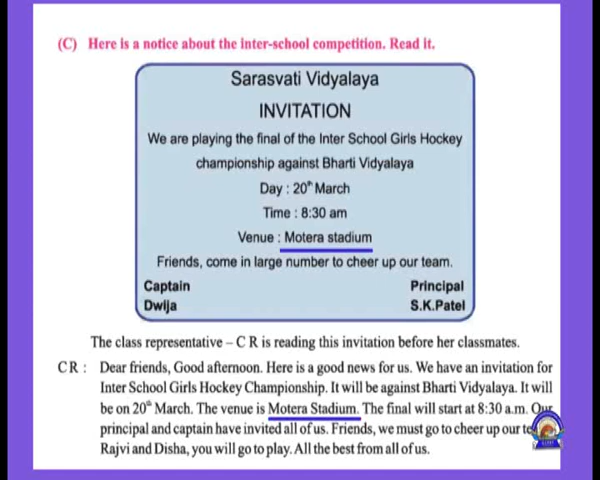 (C) Here is a notice about the inter-school competition. Read it.
Sarasvati Vidyalaya
INVITATION
We are playing the final of the Inter School Girls Hockey
championship against Bharti Vidyalaya
Day : 20th March
Time : 8:30 am
Venue : Motera stadium
Friends, come in large number to cheer up our team.
Captain Principal
Dwija S.K.Patel
The class representative – C R is reading this invitation before her classmates.
CR : Dear friends, Good afternoon. Here is a good news for us. We have an invitation for
Inter School Girls Hockey Championship. It will be against Bharti Vidyalaya. It will
be on 20th March. The venue is Motera Stadium. The final will start at 8:30 a.m. Our
principal and captain have invited all of us. Friends, we must go to cheer up our
Rajvi and Disha, you will go to play. All the best from all of us.